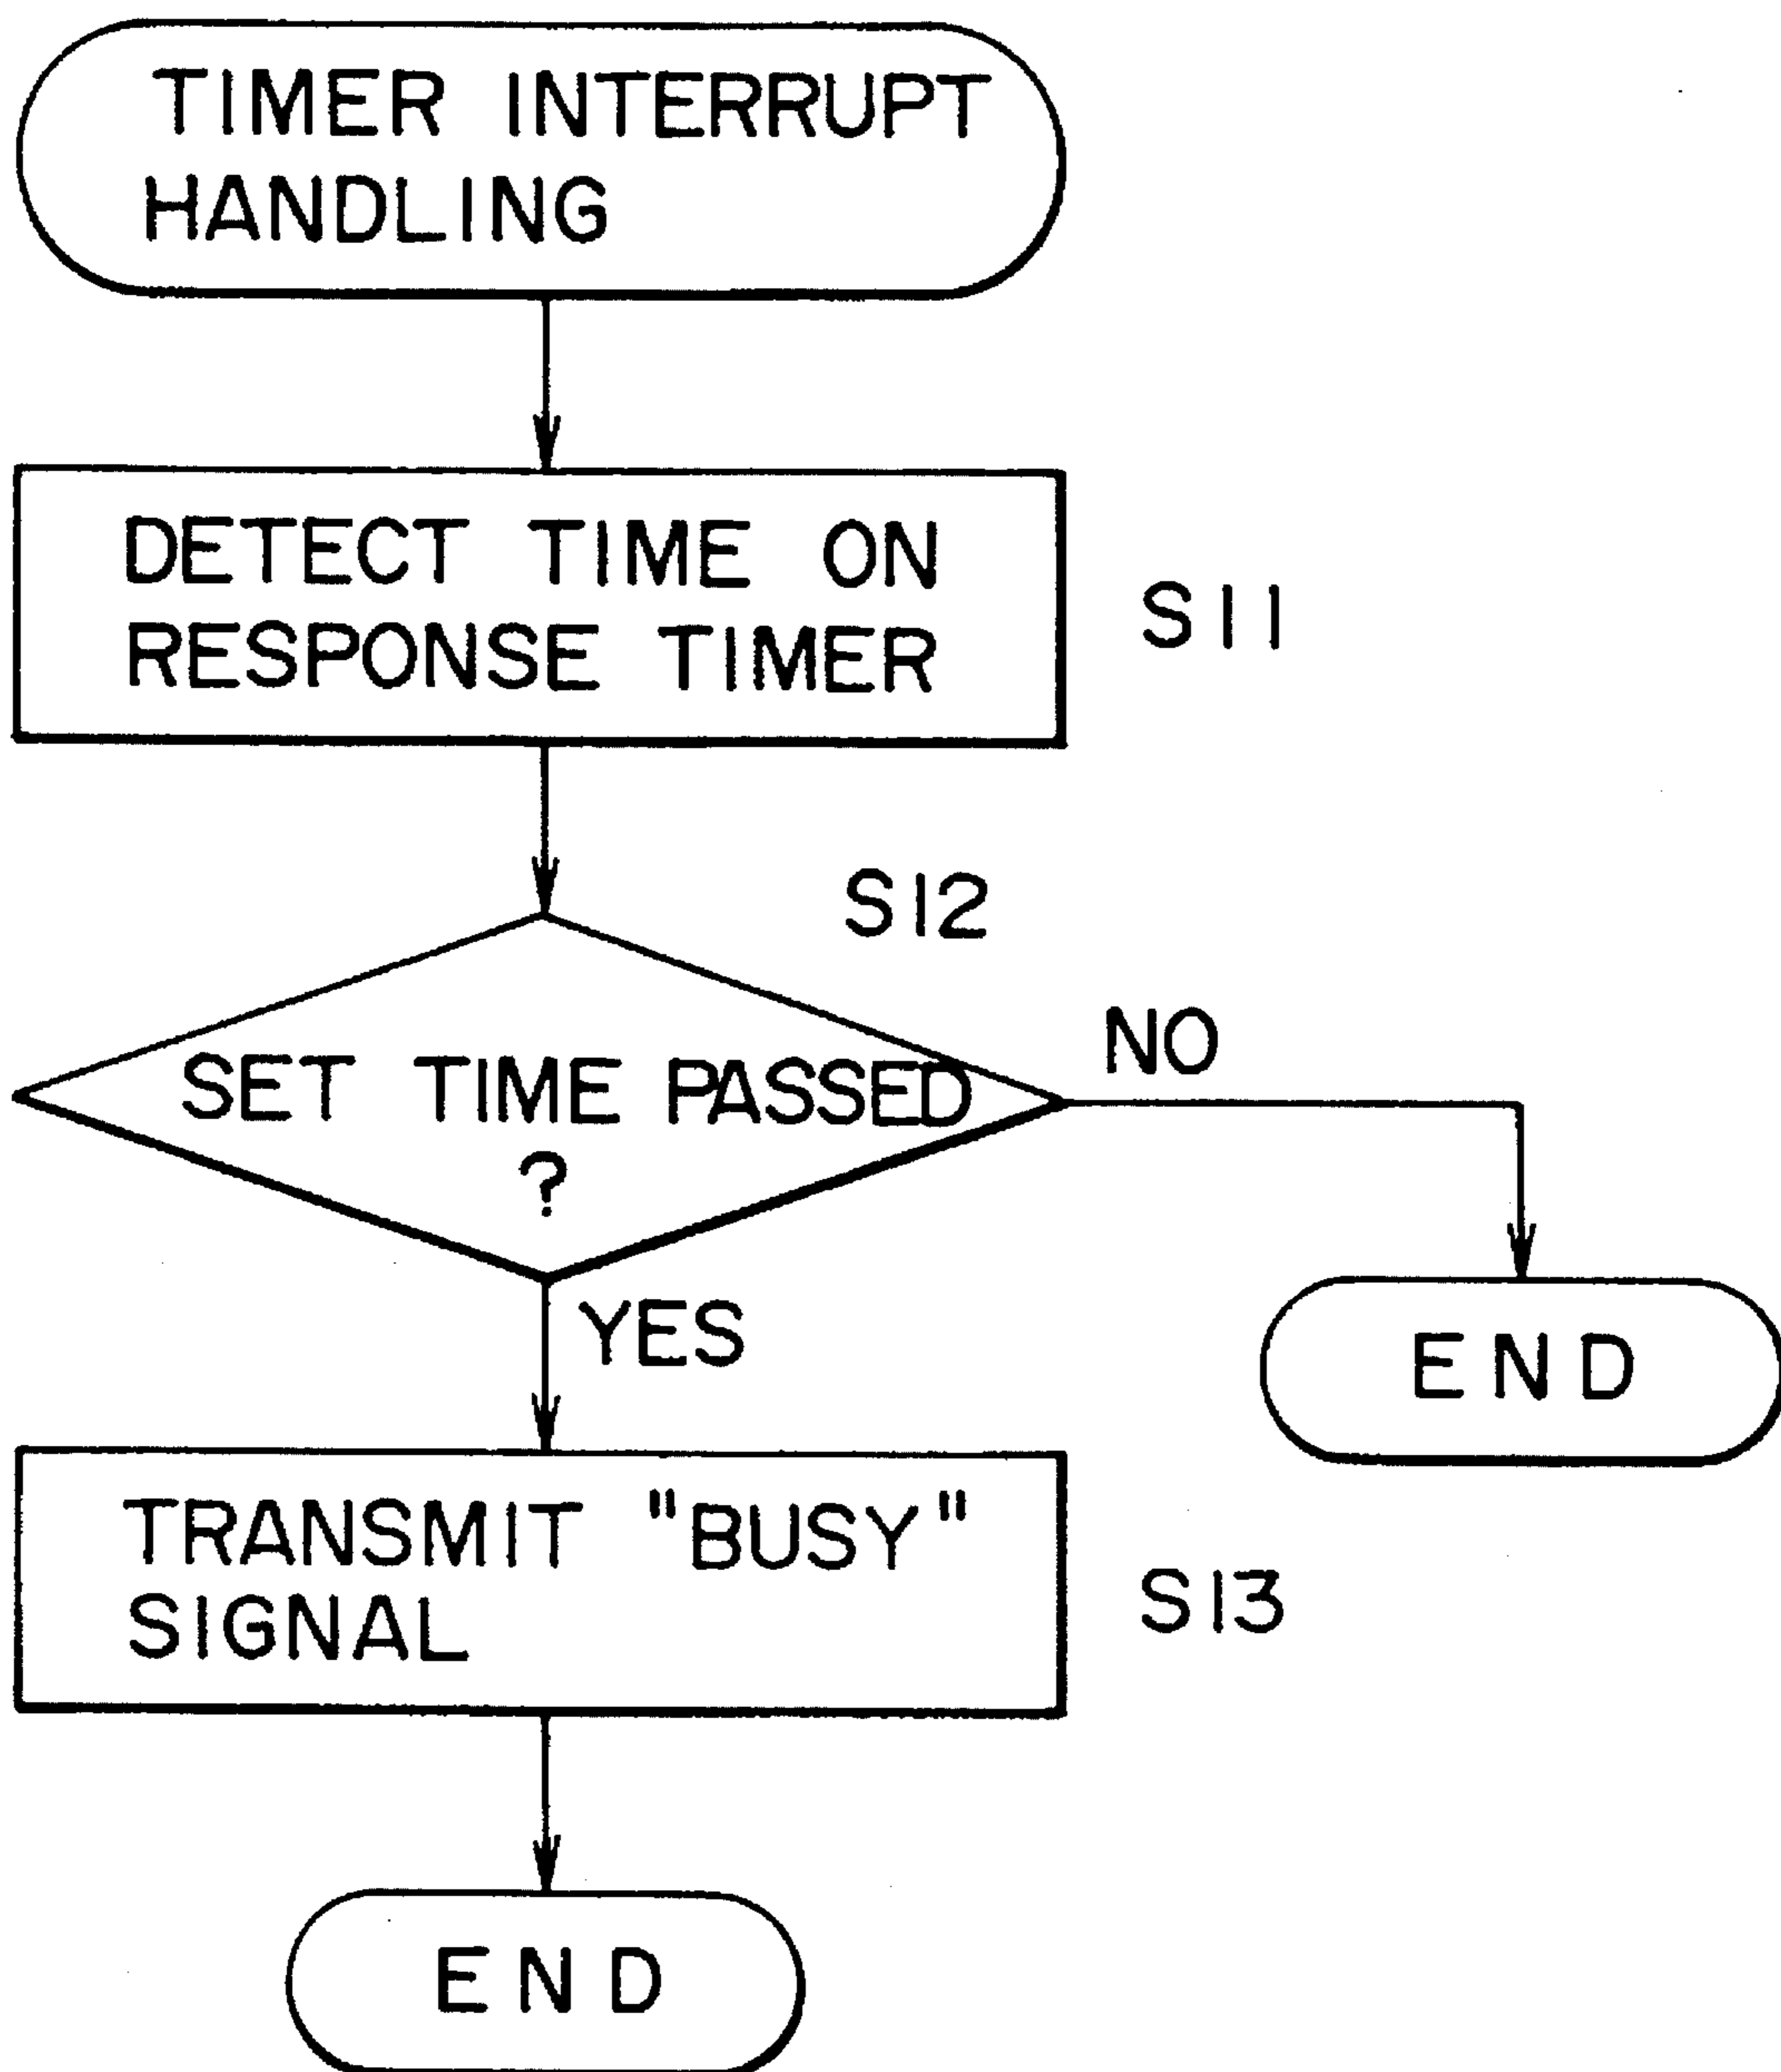 TIMER INTERRUPT
HANDLING
DETECT TIME ON
RESPONSE TIMER
S11
S12
SET TIME PASSED
?
NO
YES
END
TRANSMIT "BUSY"
SIGNAL
S13
END